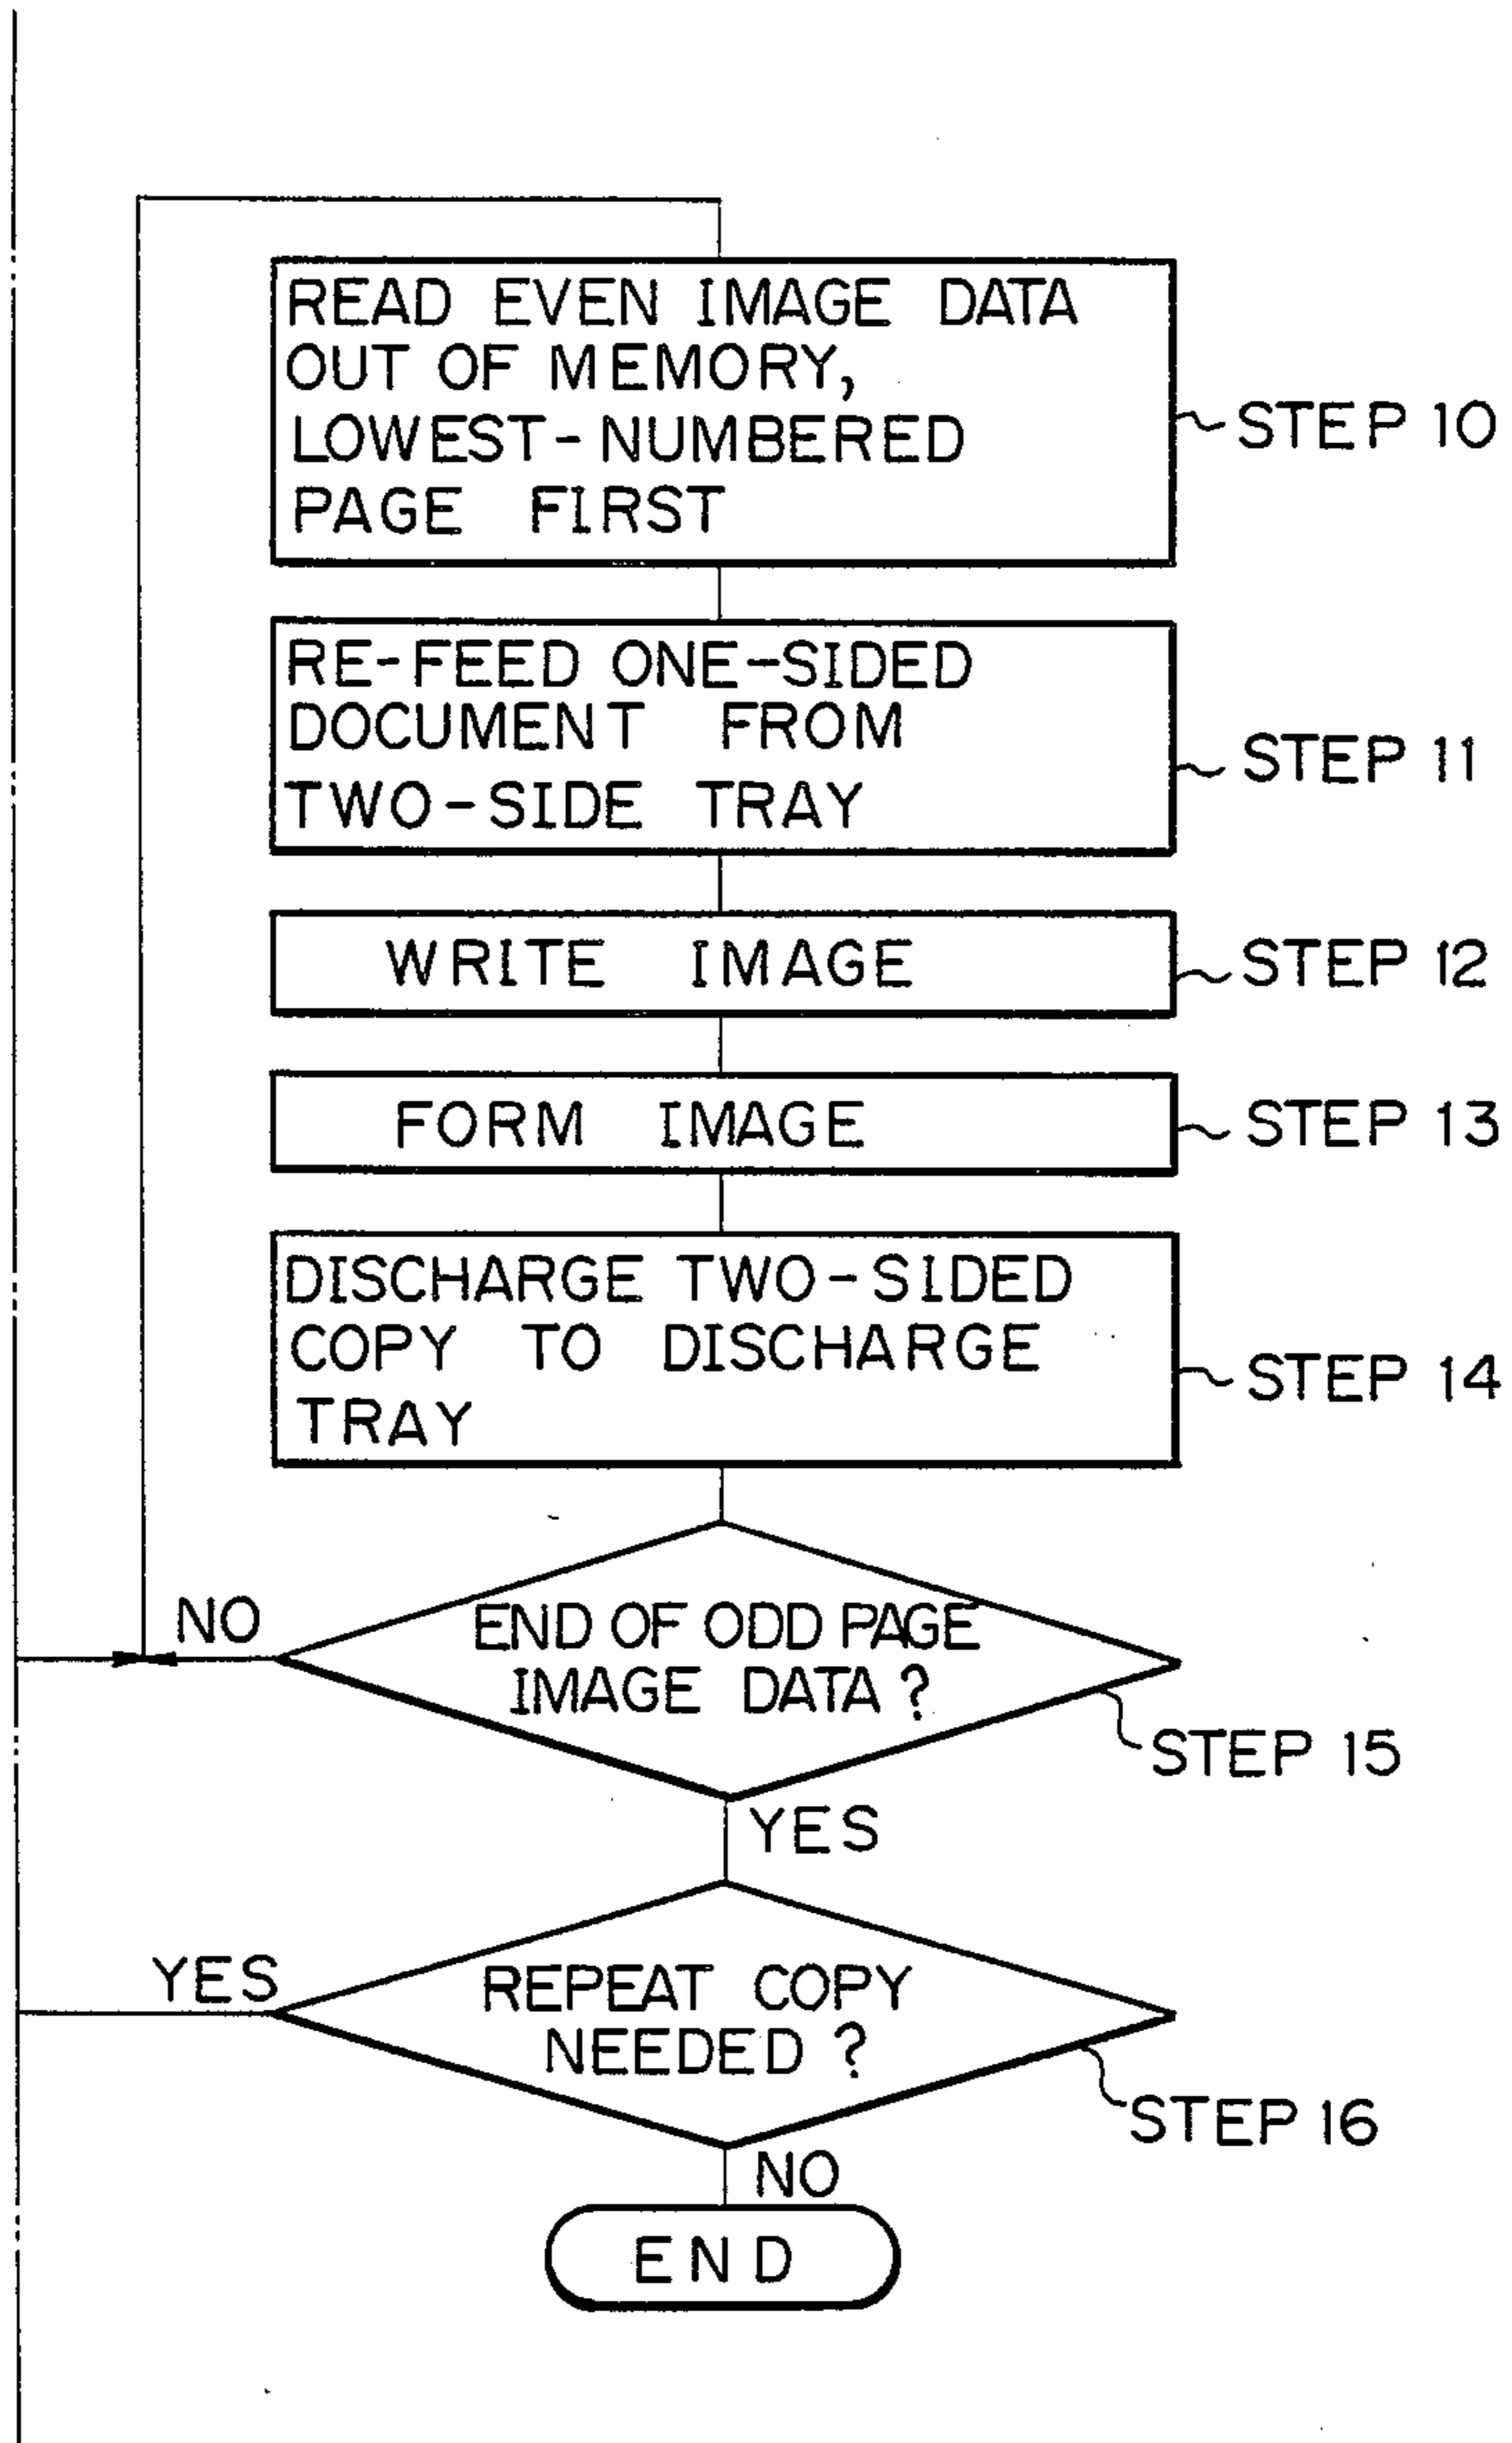 READ EVEN IMAGE DATA
OUT OF MEMORY,
LOWEST-NUMBERED
PAGE FIRST
STEP 10
RE-FEED ONE-SIDED
DOCUMENT FROM
TWO-SIDE TRAY
STEP 11
WRITE IMAGE
STEP 12
FORM IMAGE
STEP 13
DISCHARGE TWO-SIDED
COPY TO DISCHARGE
TRAY
STEP 14
NO
END OF ODD PAGE
IMAGE DATA ?
STEP 15
YES
YES
REPEAT COPY
NEEDED ?
STEP 16
NO
END